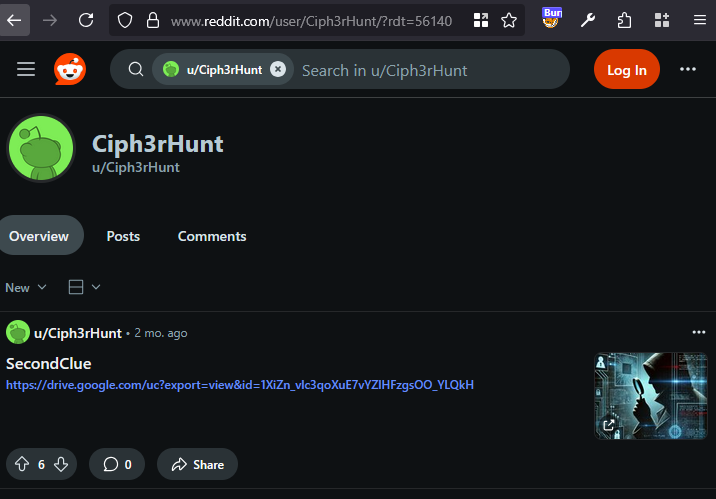 www.reddit.com/user/Ciph3rHunt/?rdt=56140
Bur
u/Ciph3rHunt
Search in u/Ciph3rHunt
Log In
Ciph3rHunt
u/Ciph3rHunt
Overview
Posts
Comments
New
u/Ciph3rHunt • 2 mo. ago
SecondClue
https://drive.google.com/uc?export=view&id=1XiZn_vlc3qoXuE7vYZlHFzgsOO_YLQkH
6
0
Share